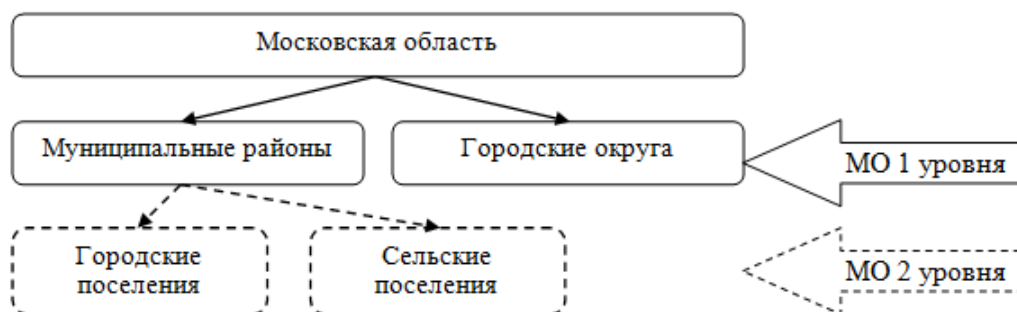 Московская область
Муниципальные районы
Городские округа
МО 1 уровня
Городские
поселения
Сельские
поселения
МО 2 уровня